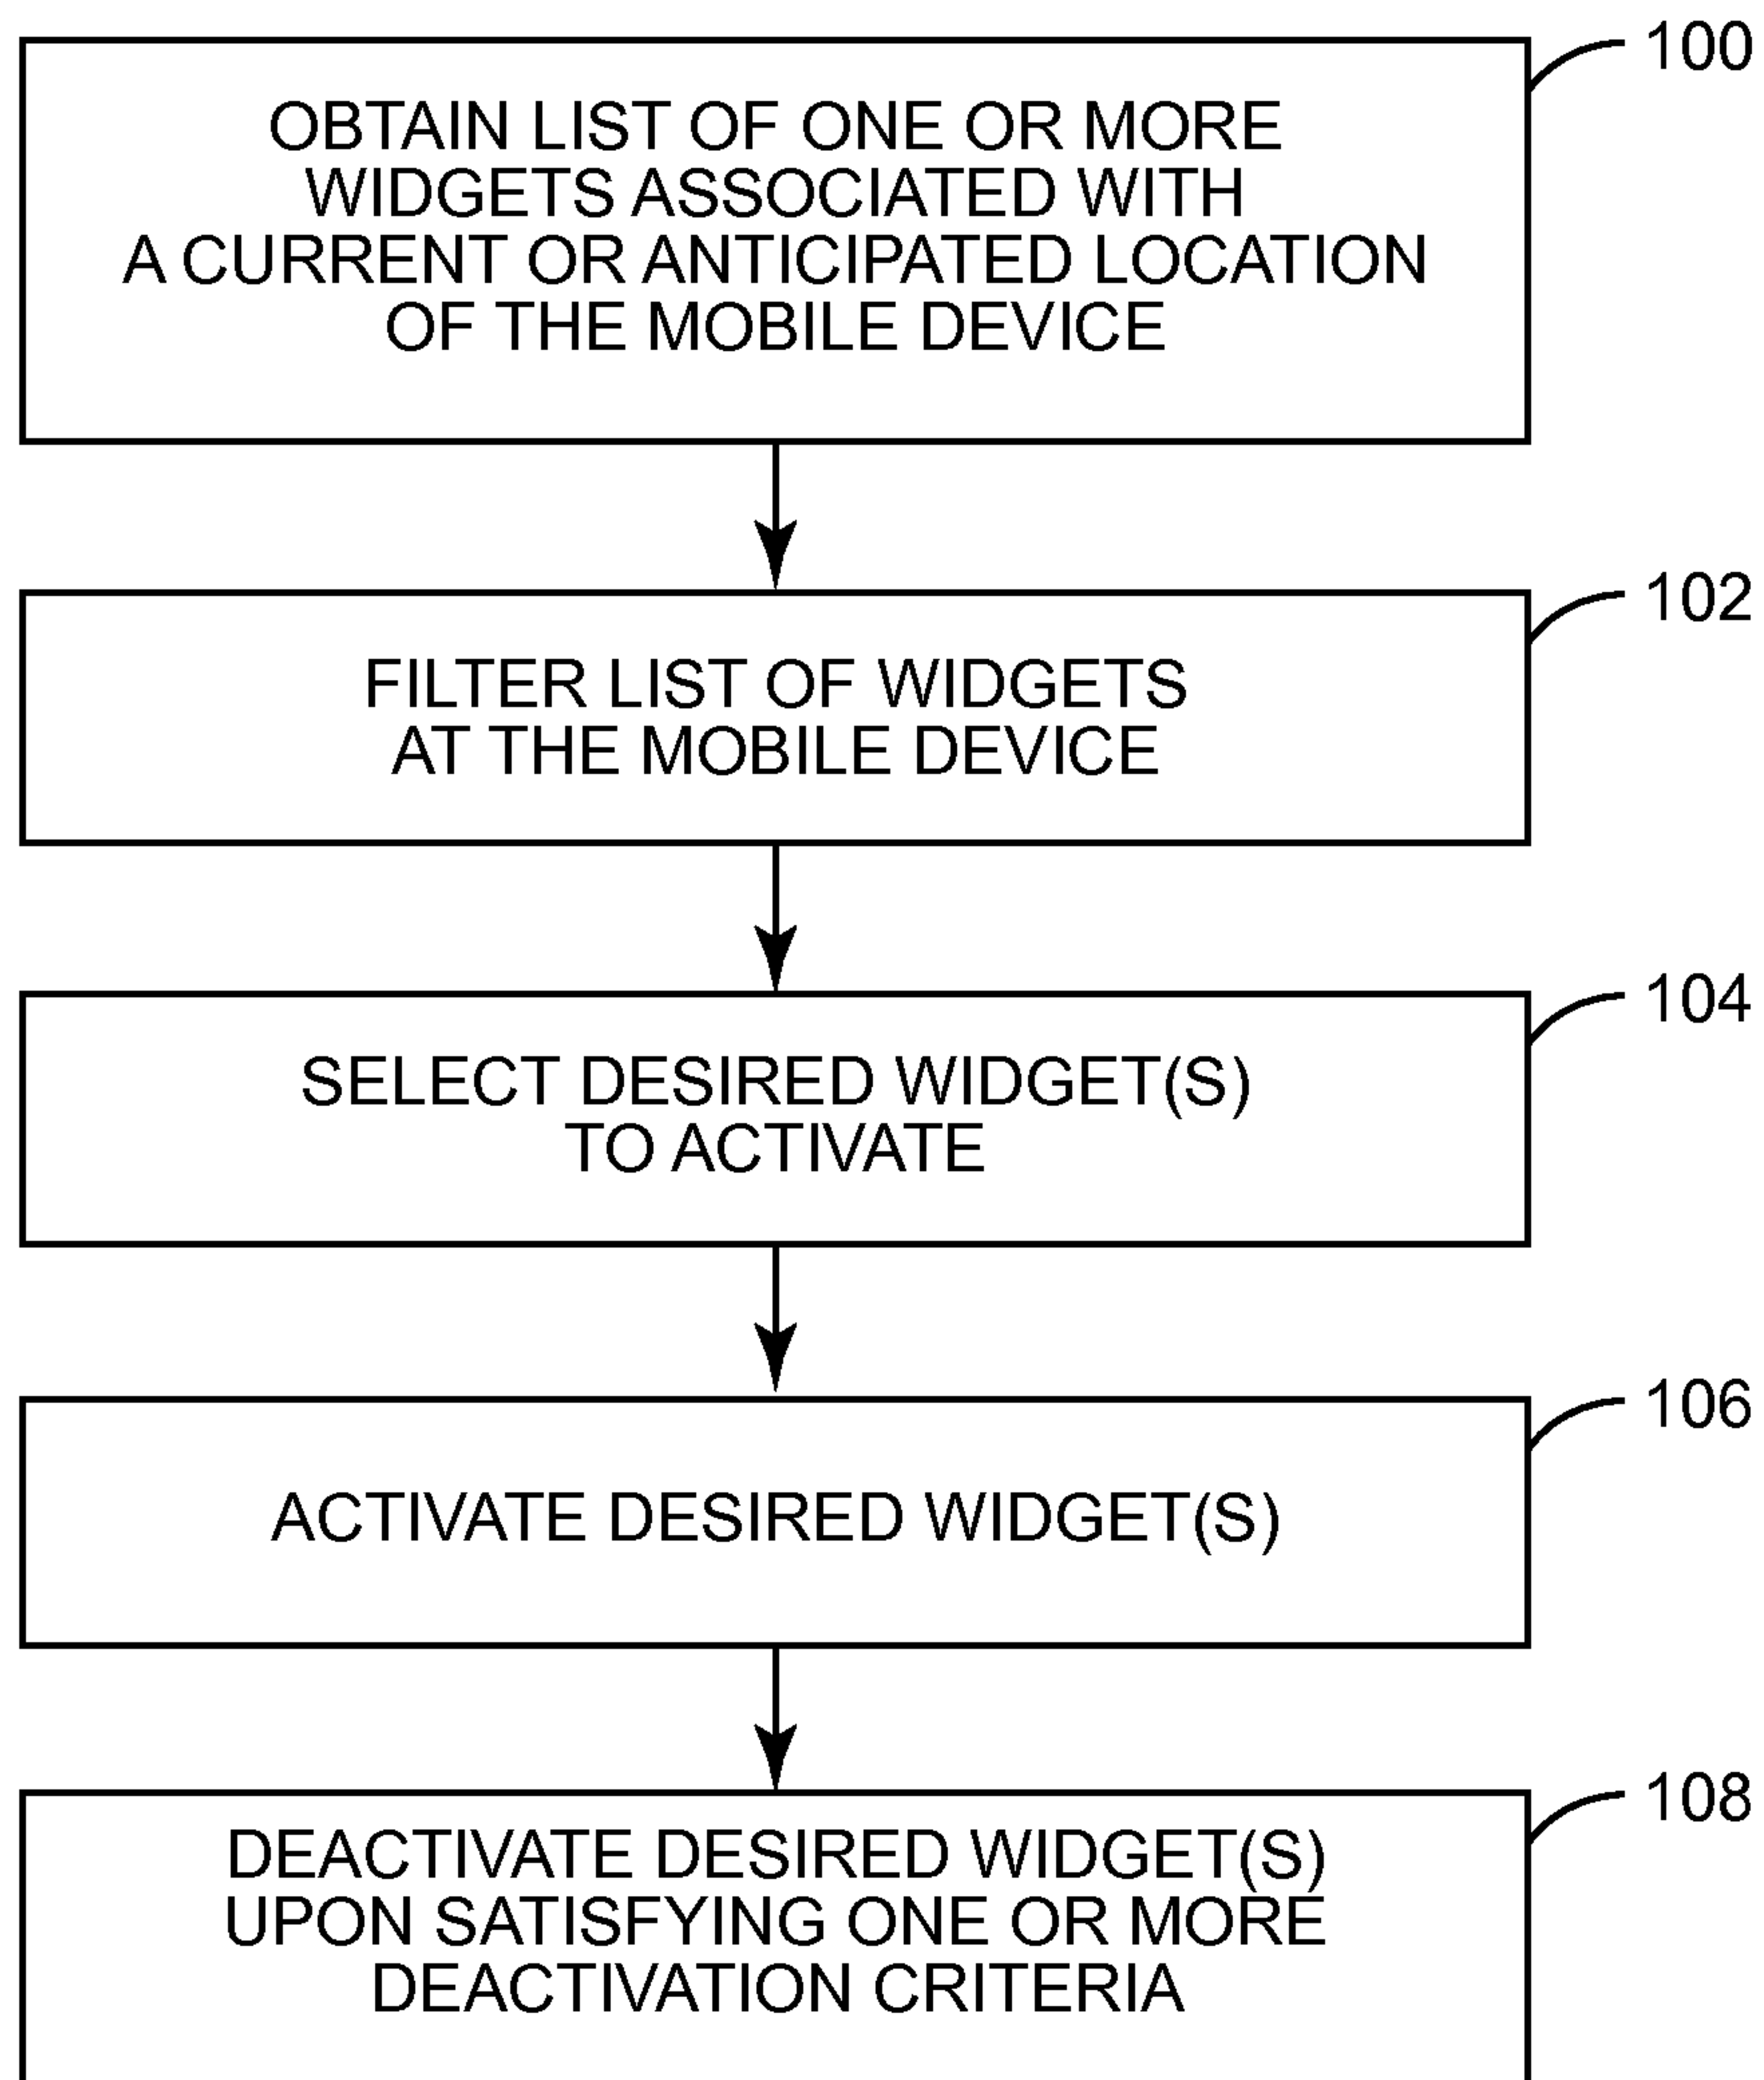 100
OBTAIN LIST OF ONE OR MORE
WIDGETS ASSOCIATED WITH
A CURRENT OR ANTICIPATED LOCATION
OF THE MOBILE DEVICE
102
FILTER LIST OF WIDGETS
AT THE MOBILE DEVICE
104
SELECT DESIRED WIDGET(S)
TO ACTIVATE
106
ACTIVATE DESIRED WIDGET(S)
108
DEACTIVATE DESIRED WIDGET(S)
UPON SATISFYING ONE OR MORE
DEACTIVATION CRITERIA